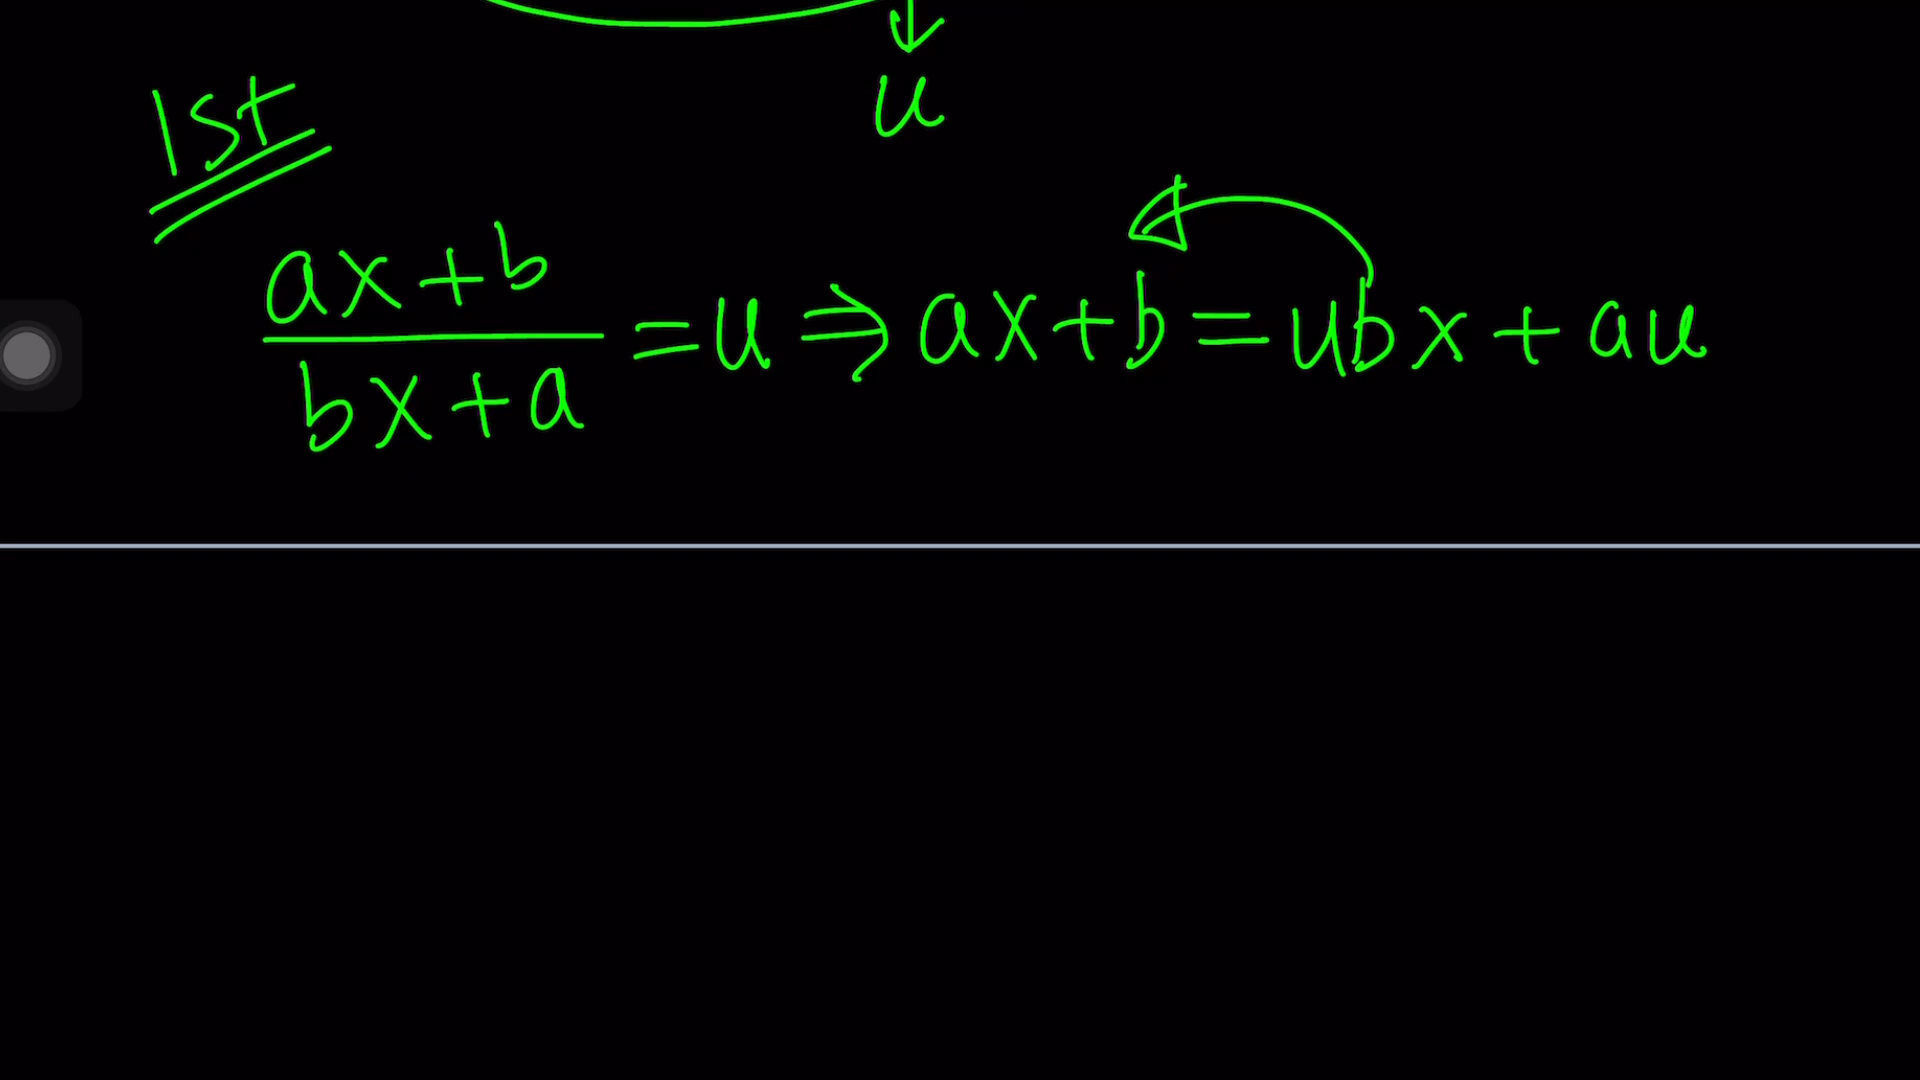 u
1st
ax+b
/ bx+a = u ⇒ ax+b = ubx + au